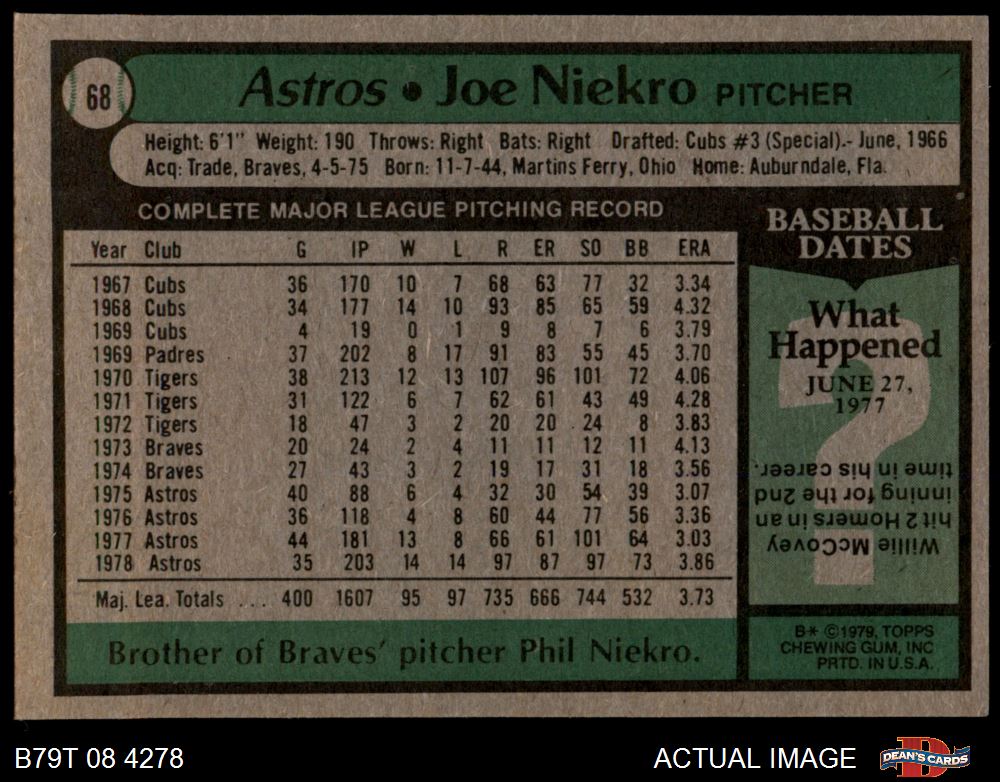 68
Astros • Joe Niekro PITCHER
Height: 6'1" Weight: 190 Throws: Right Bats: Right Drafted: Cubs #3 (Special).- June, 1966
Acq: Trade, Braves, 4-5-75 Born: 11-7-44, Martins Ferry, Ohio Home: Auburndale, Fla.
COMPLETE MAJOR LEAGUE PITCHING RECORD
Year Club G IP W L R ER SO BB ERA
1967 Cubs 36 170 10 7 68 63 77 32 3.34
1968 Cubs 34 177 14 10 93 85 65 59 4.32
1969 Cubs 4 19 0 1 9 8 7 6 3.79
1969 Padres 37 202 8 17 91 83 55 45 3.70
1970 Tigers 38 213 12 13 107 96 101 72 4.06
1971 Tigers 31 122 6 7 62 61 43 49 4.28
1972 Tigers 18 47 3 2 20 20 24 8 3.83
1973 Braves 20 24 2 4 11 11 12 11 4.13
1974 Braves 27 43 3 2 19 17 31 18 3.56
1975 Astros 40 88 6 4 32 30 54 39 3.07
1976 Astros 36 118 4 8 60 44 77 56 3.36
1977 Astros 44 181 13 8 66 61 101 64 3.03
1978 Astros 35 203 14 14 97 87 97 73 3.86
Maj. Lea. Totals ... 400 1607 95 97 735 666 744 532 3.73
Brother of Braves' pitcher Phil Niekro.
BASEBALL
DATES
What
Happened
JUNE 27,
1977
?
Willie McCovey
hit 2 Homers in an
inning for the 2nd
time in his career.
B* ©1979, TOPPS
CHEWING GUM, INC
PRTD. IN U.S.A.
B79T 08 4278
ACTUAL IMAGE
DEAN'S CARDS